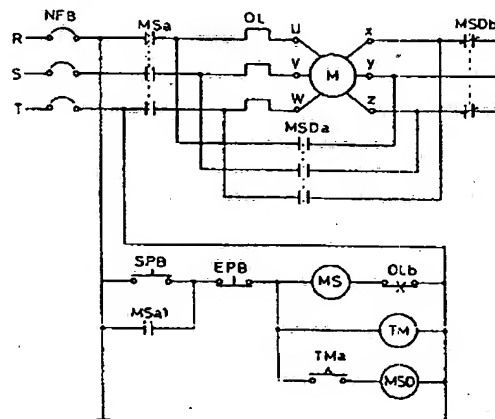 NFB MSa OL U x MSDb
R
S V M y
T W z
MSDa
SPB EPB MS OLb
MSa1
TM
TMa MSD